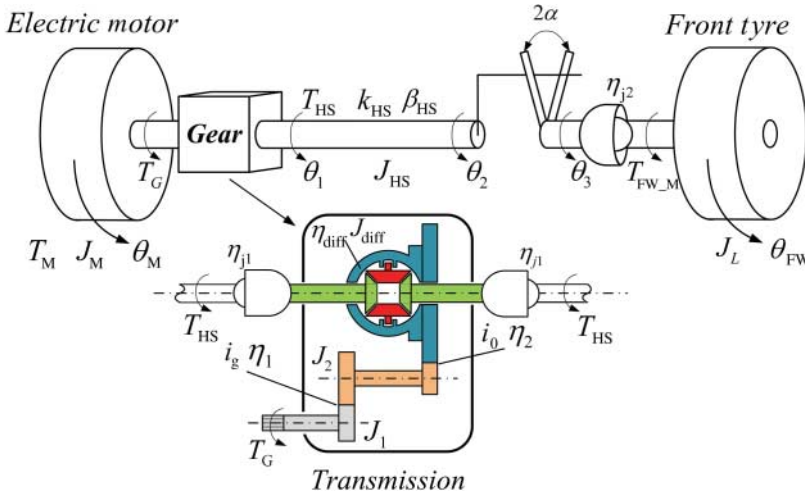 Electric motor
2α
Front tyre
T_HS k_HS β_HS
η_j2
Gear
T_G
θ_1
J_HS
θ_2
θ_3
T_FW_M
T_M J_M θ_M
J_L θ_FW
η_diff J_diff
η_j1
η_j1
T_HS
T_HS
i_g η_1
J_2
i_0 η_2
T_G
J_1
Transmission